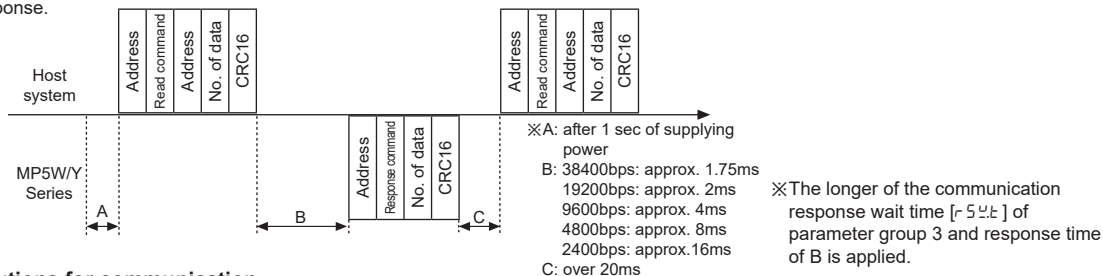 Host
system
Address
Read command
Address
No. of data
CRC16
Address
Read command
Address
No. of data
CRC16
MP5W/Y
Series
A
B
Address
Response command
No. of data
CRC16
C
※A: after 1 sec of supplying
power
B: 38400bps: approx. 1.75ms
19200bps: approx. 2ms
9600bps: approx. 4ms
4800bps: approx. 8ms
2400bps: approx.16ms
C: over 20ms
※The longer of the communication
response wait time [rSYt] of
parameter group 3 and response time
of B is applied.
for communication